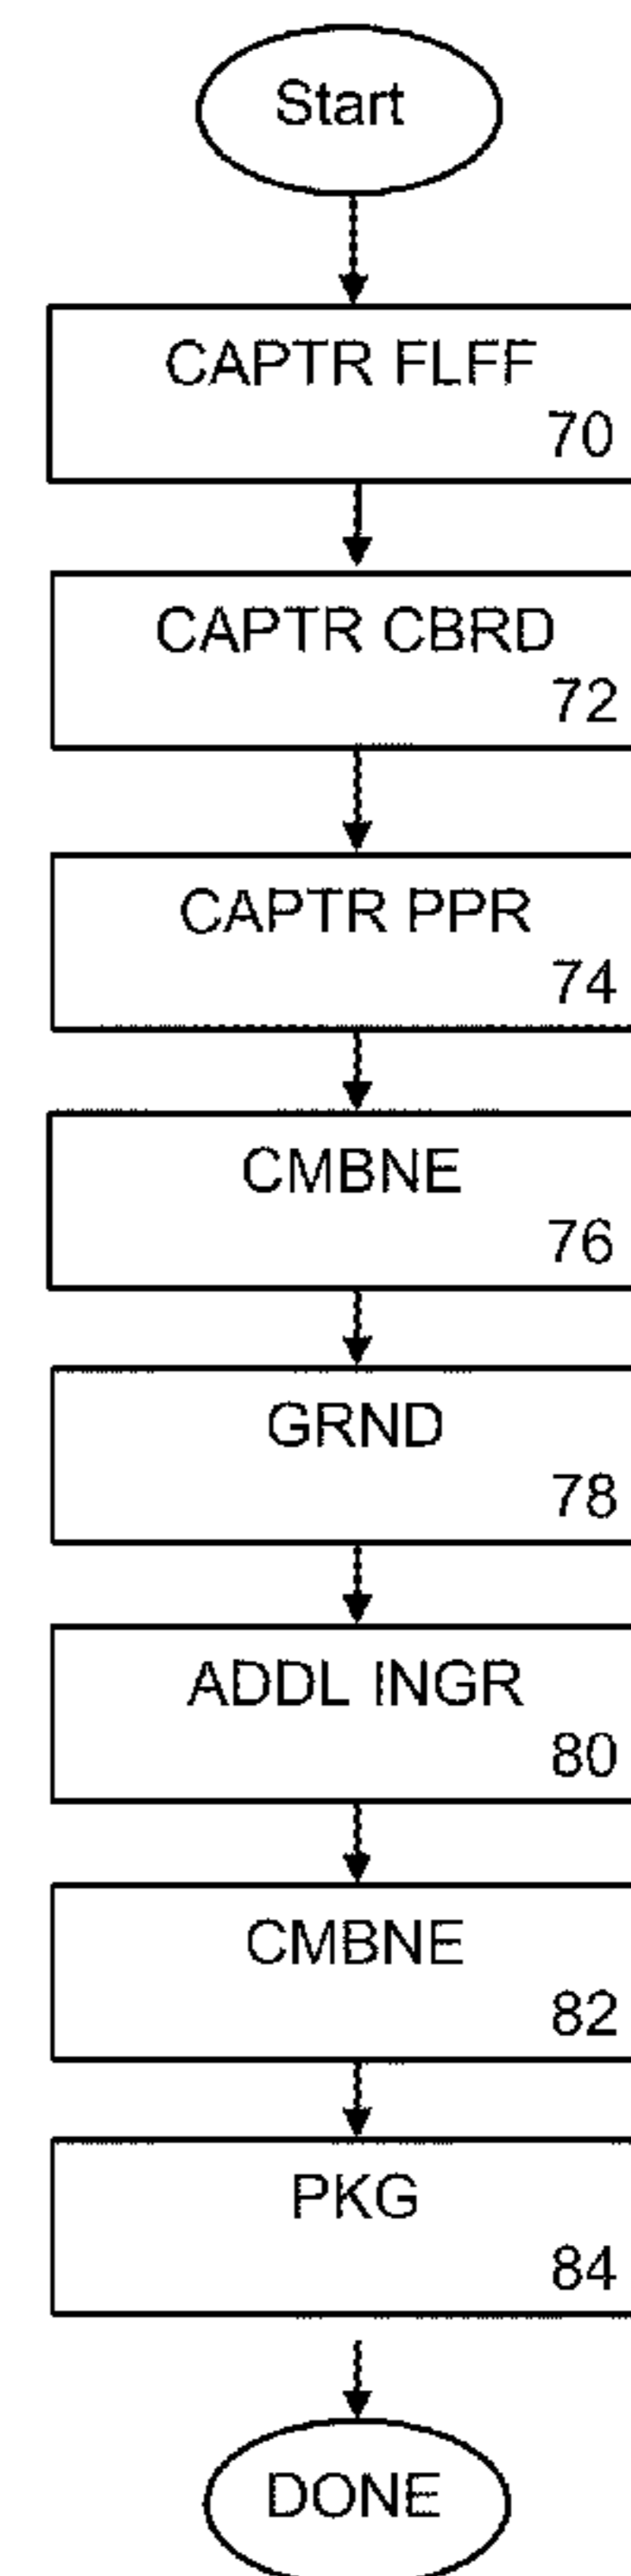 Start
CAPTR FLFF
70
CAPTR CBRD
72
CAPTR PPR
74
CMBNE
76
GRND
78
ADDL INGR
80
CMBNE
82
PKG
84
DONE